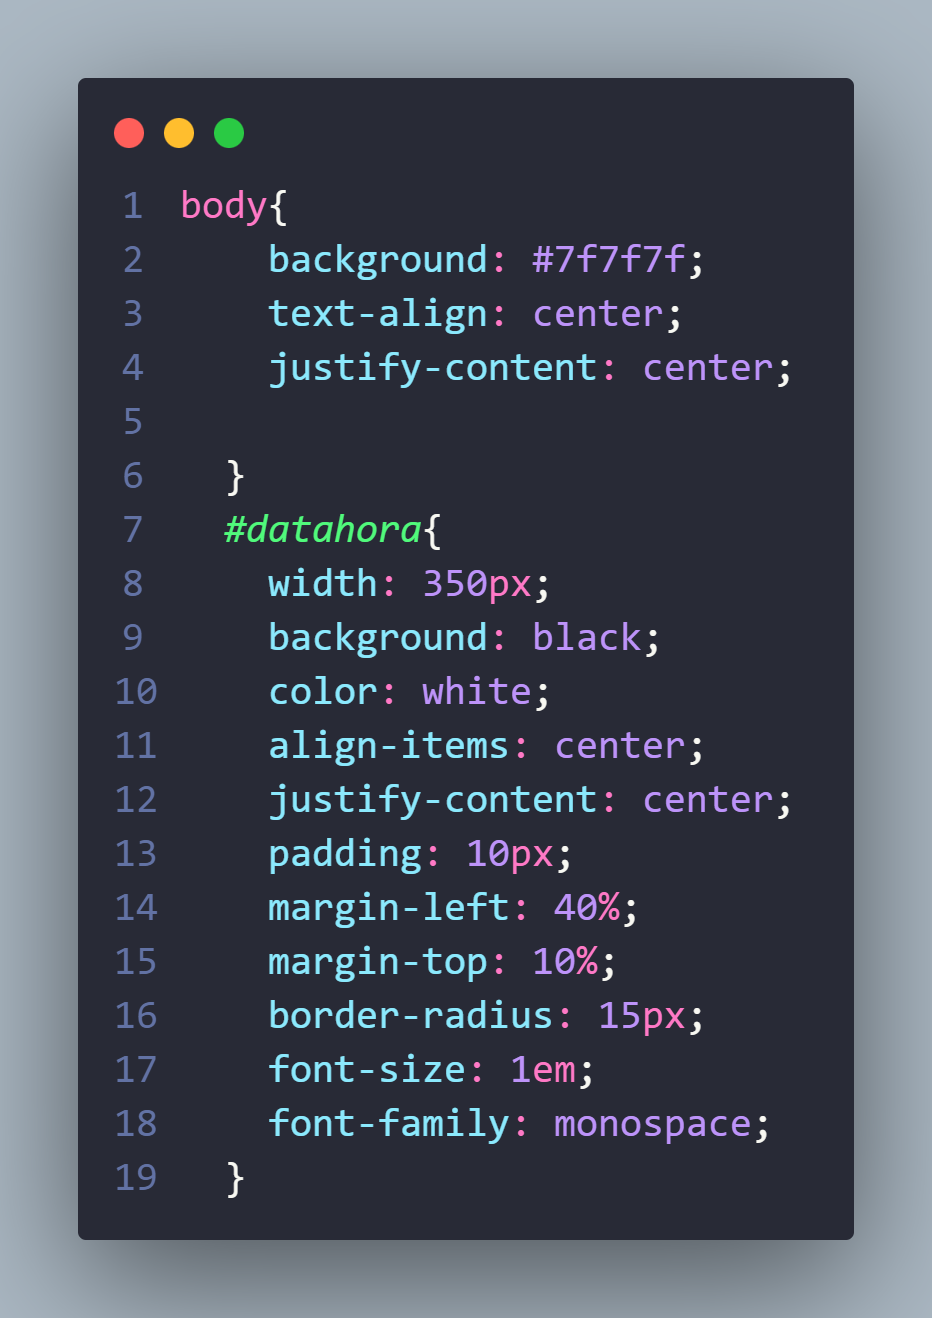 1 body{
2     background: #7f7f7f;
3     text-align: center;
4     justify-content: center;
5
6   }
7   #datahora{
8     width: 350px;
9     background: black;
10     color: white;
11     align-items: center;
12     justify-content: center;
13     padding: 10px;
14     margin-left: 40%;
15     margin-top: 10%;
16     border-radius: 15px;
17     font-size: 1em;
18     font-family: monospace;
19   }